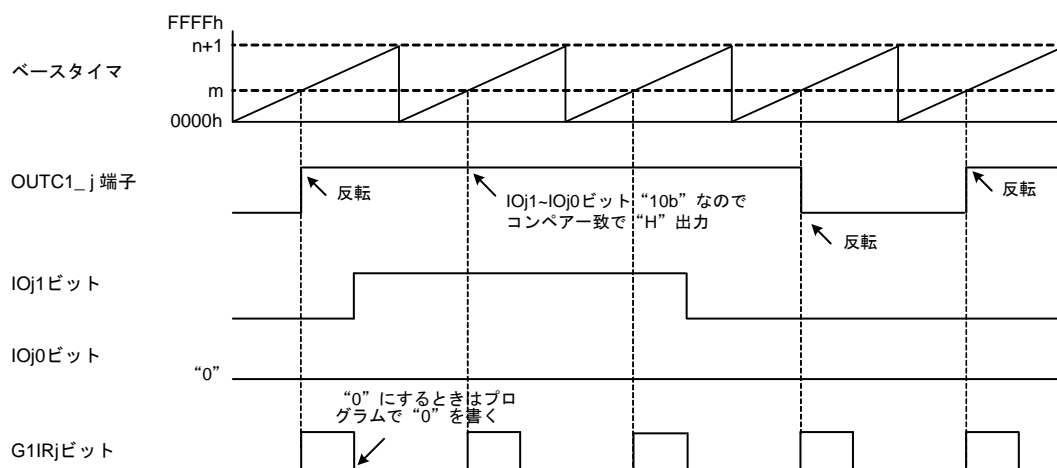 FFFFh
n+1
ベースタイマ
m
0000h
OUTC1_ j 端子
反転
IOj1~IOj0ビット “10b” なので
コンペアー致で “H” 出力
反転
反転
IOj1ビット
IOj0ビット
“0”
“0” にするときはプロ
グラムで “0” を書く
G1IRjビット